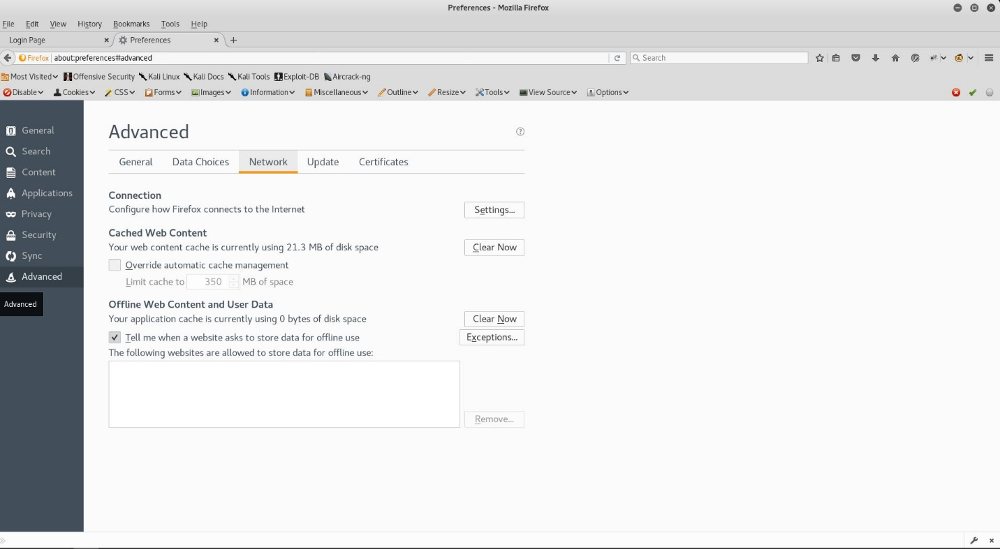 Preferences - Mozilla Firefox
File Edit View History Bookmarks Tools Help
Login Page Preferences
Firefox about:preferences#advanced Search
Most Visited Offensive Security Kali Linux Kali Docs Kali Tools Exploit-DB Aircrack-ng
Disable Cookies CSS Forms Images Information Miscellaneous Outline Resize Tools View Source Options
General
Search
Content
Applications
Privacy
Security
Sync
Advanced
Advanced
Advanced
General Data Choices Network Update Certificates
Connection
Configure how Firefox connects to the Internet Settings...
Cached Web Content
Your web content cache is currently using 21.3 MB of disk space Clear Now
Override automatic cache management
Limit cache to 350 MB of space
Offline Web Content and User Data
Your application cache is currently using 0 bytes of disk space Clear Now
Tell me when a website asks to store data for offline use Exceptions...
The following websites are allowed to store data for offline use:
Remove...